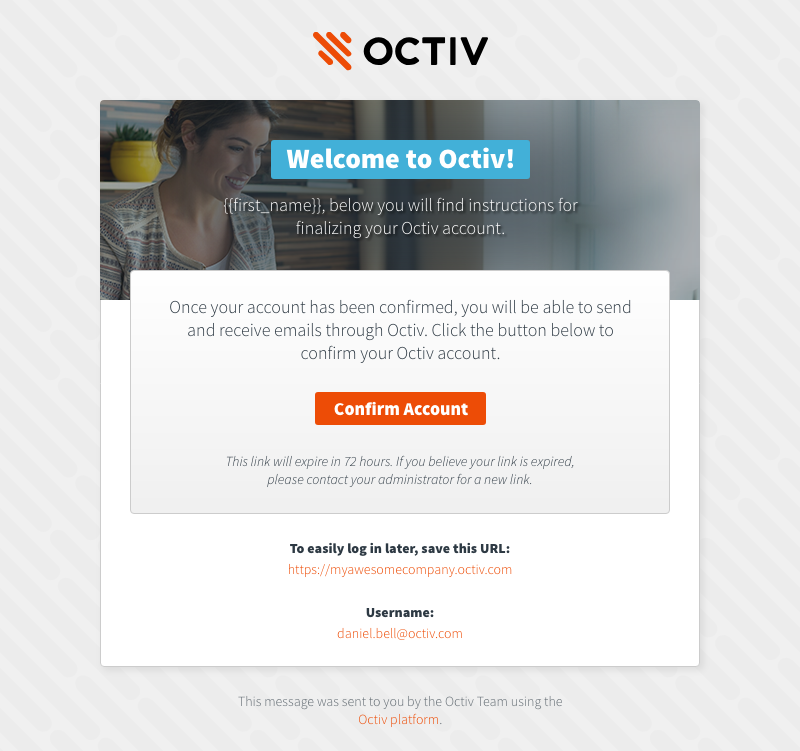 OCTIV
Welcome to Octiv!
{{first_name}}, below you will find instructions for
finalizing your Octiv account.
Once your account has been confirmed, you will be able to send
and receive emails through Octiv. Click the button below to
confirm your Octiv account.
Confirm Account
This link will expire in 72 hours. If you believe your link is expired,
please contact your administrator for a new link.
To easily log in later, save this URL:
https://myawesomecompany.octiv.com
Username:
daniel.bell@octiv.com
This message was sent to you by the Octiv Team using the
Octiv platform.